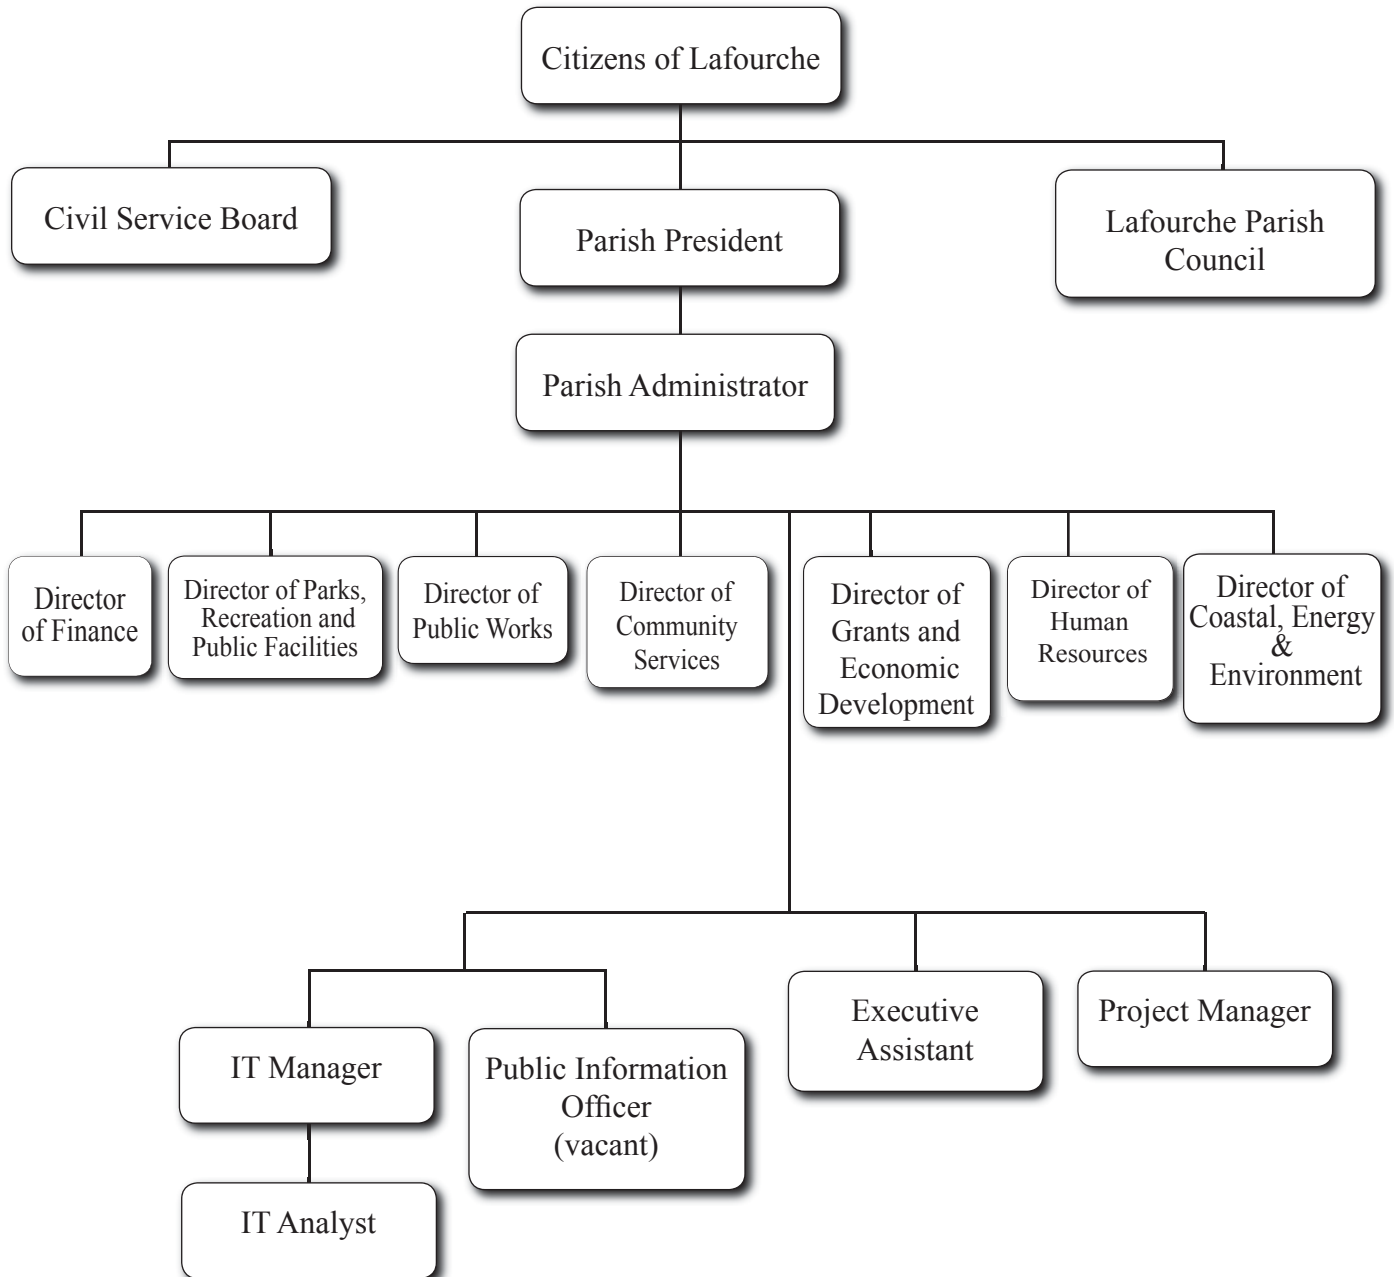 Citizens of Lafourche
Civil Service Board
Parish President
Lafourche Parish
Council
Parish Administrator
Director
of Finance
Director of Parks,
Recreation and
Public Facilities
Director of
Public Works
Director of
Community
Services
Director of
Grants and
Economic
Development
Director of
Human
Resources
Director of
Coastal, Energy
&
Environment
IT Manager
Public Information
Officer
(vacant)
Executive
Assistant
Project Manager
IT Analyst